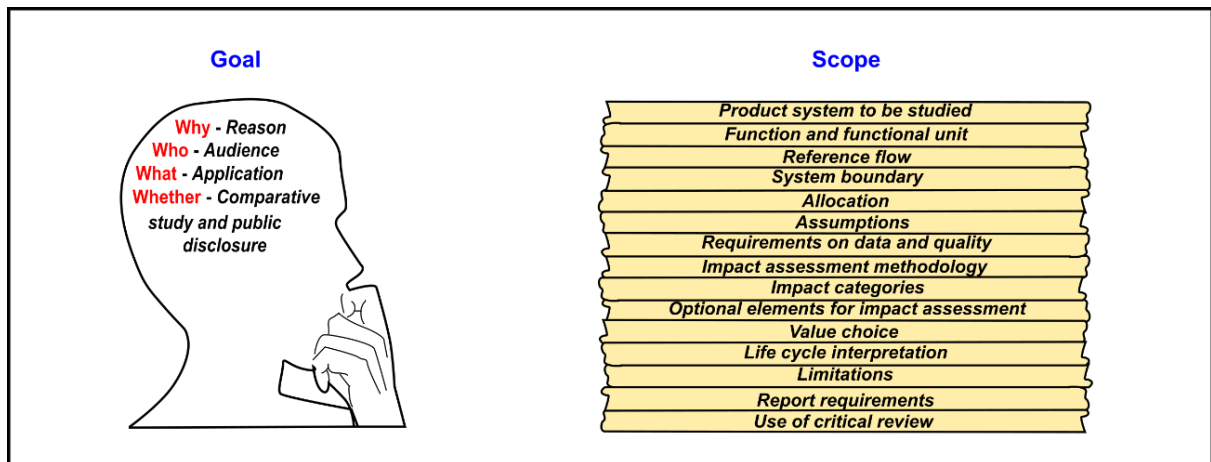 Goal
Why - Reason
Who - Audience
What - Application
Whether - Comparative
study and public
disclosure
Scope
Product system to be studied
Function and functional unit
Reference flow
System boundary
Allocation
Assumptions
Requirements on data and quality
Impact assessment methodology
Impact categories
Optional elements for impact assessment
Value choice
Life cycle interpretation
Limitations
Report requirements
Use of critical review